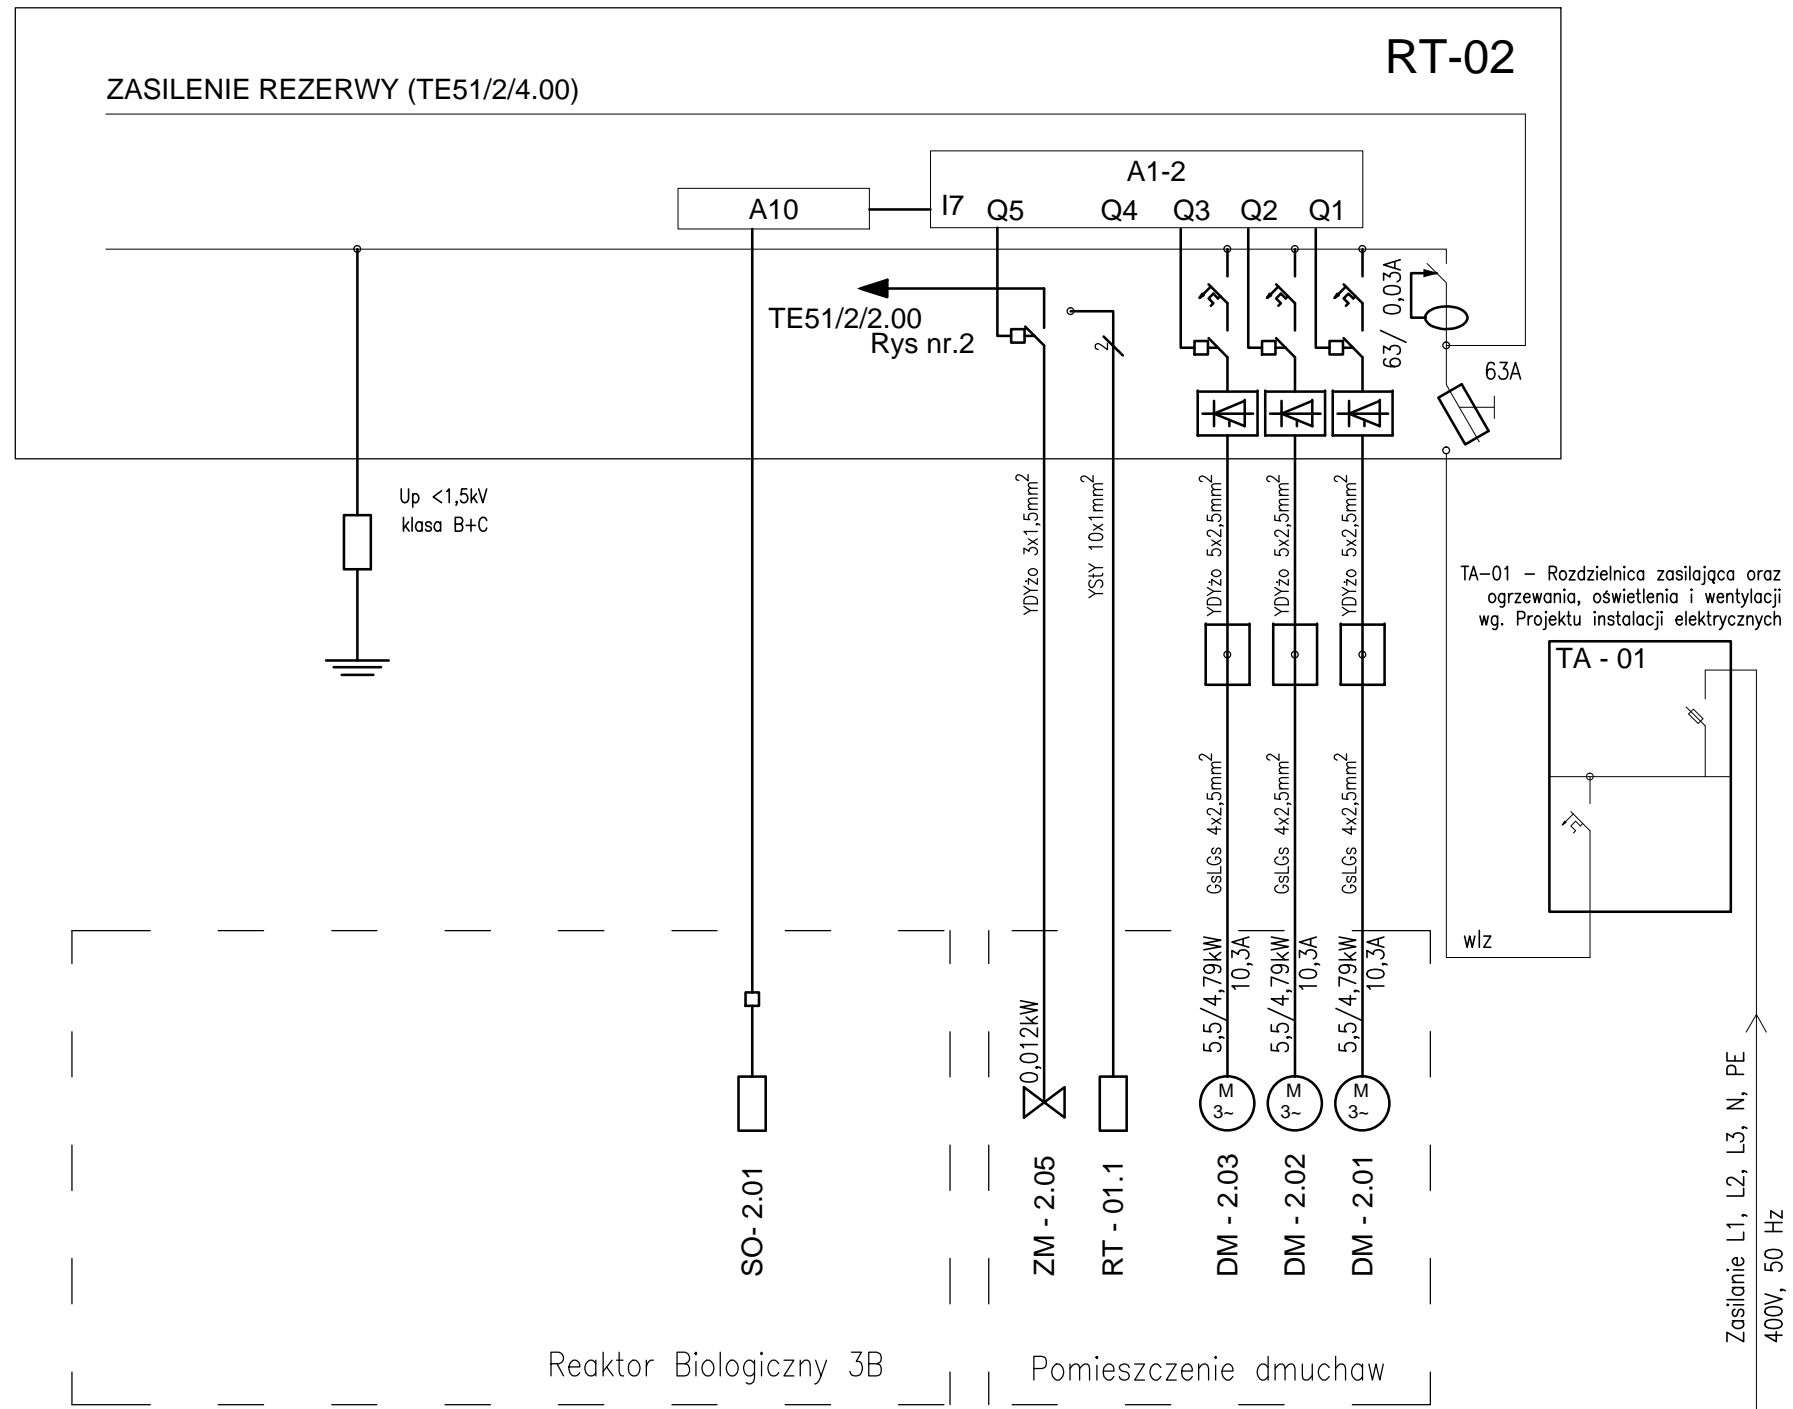 RT-02
ZASILENIE REZERWY (TE51/2/4.00)
A1-2
A10
I7
Q5
Q4
Q3
Q2
Q1
TE51/2/2.00
Rys nr.2
2
63/ 0,03A
63A
Up <1,5kV
klasa B+C
YDYżo 3x1,5mm²
YStY 10x1mm²
YDYżo 5x2,5mm²
YDYżo 5x2,5mm²
YDYżo 5x2,5mm²
TA-01 - Rozdzielnica zasilająca oraz
ogrzewania, oświetlenia i wentylacji
wg. Projektu instalacji elektrycznych
TA - 01
GsLGs 4x2,5mm²
GsLGs 4x2,5mm²
GsLGs 4x2,5mm²
wlz
0,012kW
5,5/4,79kW
10,3A
5,5/4,79kW
10,3A
5,5/4,79kW
10,3A
M
3~
M
3~
M
3~
SO- 2.01
ZM - 2.05
RT - 01.1
DM - 2.03
DM - 2.02
DM - 2.01
Zasilanie L1, L2, L3, N, PE
400V, 50 Hz
Reaktor Biologiczny 3B
Pomieszczenie dmuchaw